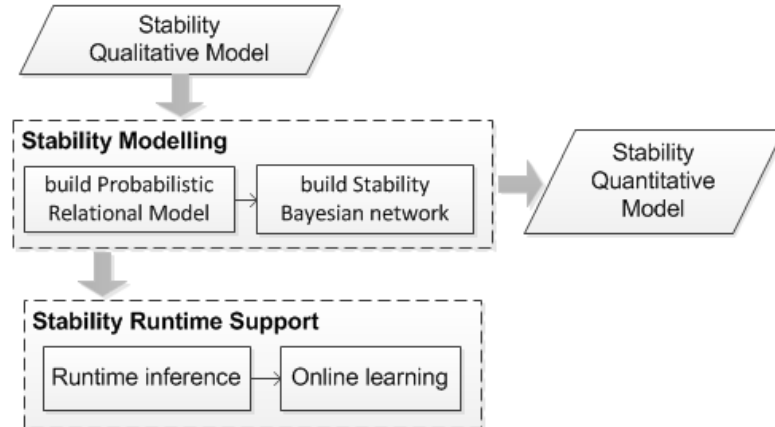 Stability
Qualitative Model
Stability Modelling
build Probabilistic
Relational Model
build Stability
Bayesian network
Stability
Quantitative
Model
Stability Runtime Support
Runtime inference
Online learning